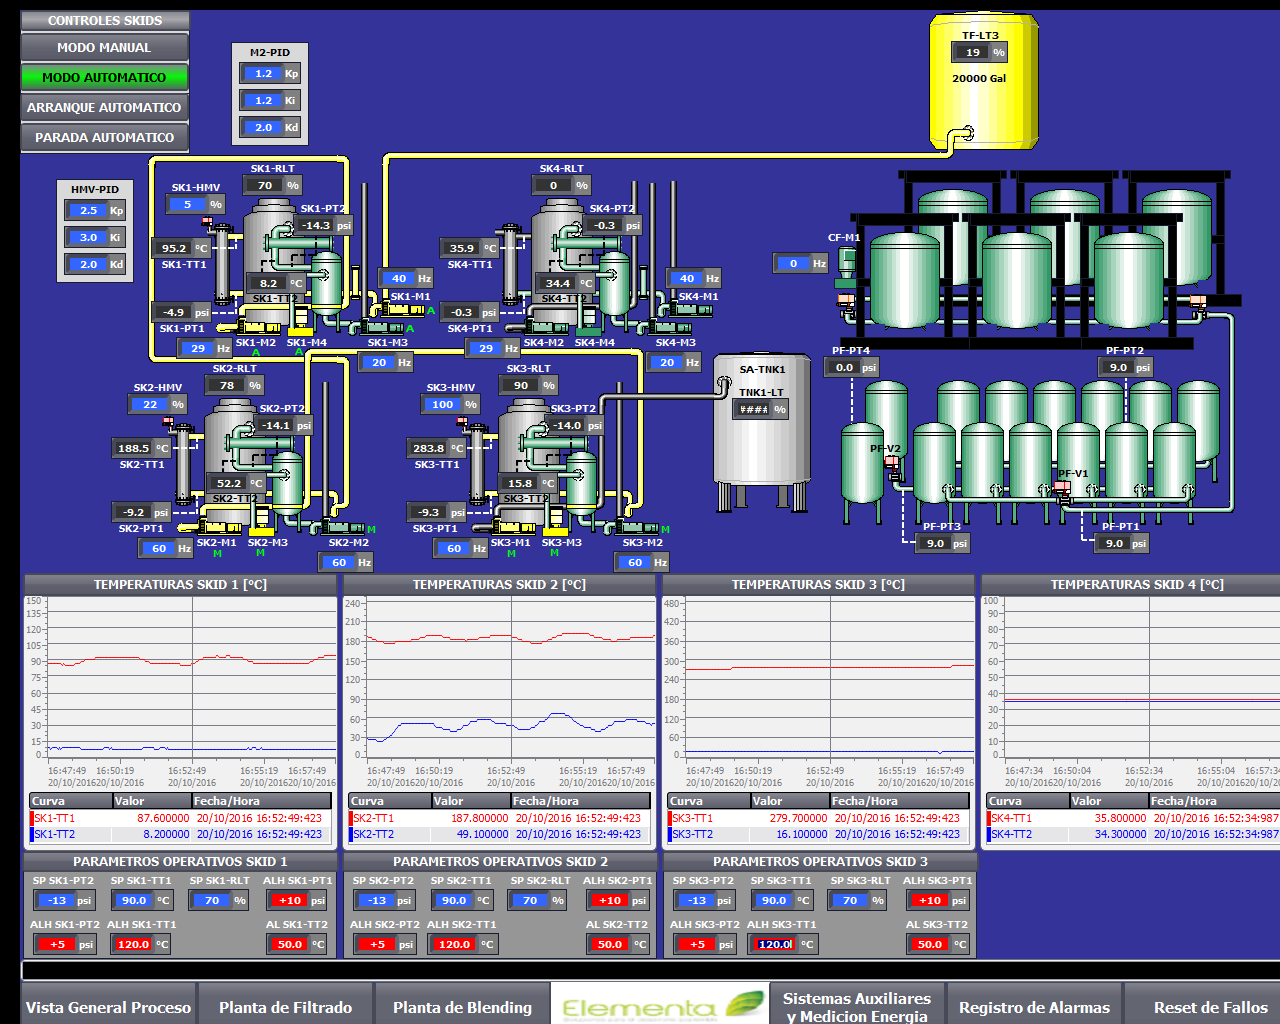 CONTROLES SKIDS
MODO MANUAL
MODO AUTOMATICO
ARRANQUE AUTOMATICO
PARADA AUTOMATICO
M2-PID
1.2 Kp
1.2 Ki
2.0 Kd
HMV-PID
2.5 Kp
3.0 Ki
2.0 Kd
TF-LT3
19 %
20000 Gal
SK1-RLT
70 %
SK1-HMV
5 %
SK1-PT2
-14.3 psi
95.2 °C
SK1-TT1
8.2 °C
SK1-TT2
-4.9 psi
SK1-PT1
40 Hz
SK1-M1
A
SK1-M2
A
SK1-M4
A
SK1-M3
A
29 Hz
20 Hz
SK4-RLT
0 %
SK4-PT2
-0.3 psi
35.9 °C
SK4-TT1
34.4 °C
SK4-TT2
-0.3 psi
SK4-PT1
40 Hz
SK4-M1
SK4-M2
SK4-M4
SK4-M3
29 Hz
20 Hz
CF-M1
0 Hz
SK2-RLT
78 %
SK2-HMV
22 %
SK2-PT2
-14.1 psi
188.5 °C
SK2-TT1
52.2 °C
SK2-TT2
-9.2 psi
SK2-PT1
SK2-M1
M
SK2-M3
M
SK2-M2
M
60 Hz
60 Hz
SK3-RLT
90 %
SK3-HMV
100 %
SK3-PT2
-14.0 psi
283.8 °C
SK3-TT1
15.8 °C
SK3-TT2
-9.3 psi
SK3-PT1
SK3-M1
M
SK3-M3
M
SK3-M2
M
60 Hz
60 Hz
SA-TNK1
TNK1-LT
#### %
PF-PT4
0.0 psi
PF-PT2
9.0 psi
PF-V2
PF-V1
PF-PT3
9.0 psi
PF-PT1
9.0 psi
TEMPERATURAS SKID 1 [°C]
150
135
120
105
90
75
60
45
30
15
0
16:47:49 16:50:19 16:52:49 16:55:19 16:57:49
20/10/2016 20/10/2016 20/10/2016 20/10/2016 20/10/2016
Curva Valor Fecha/Hora
SK1-TT1 87.600000 20/10/2016 16:52:49:423
SK1-TT2 8.200000 20/10/2016 16:52:49:423
TEMPERATURAS SKID 2 [°C]
240
210
180
150
120
90
60
30
0
16:47:49 16:50:19 16:52:49 16:55:19 16:57:49
20/10/2016 20/10/2016 20/10/2016 20/10/2016 20/10/2016
Curva Valor Fecha/Hora
SK2-TT1 187.800000 20/10/2016 16:52:49:423
SK2-TT2 49.100000 20/10/2016 16:52:49:423
TEMPERATURAS SKID 3 [°C]
480
420
360
300
240
180
120
60
0
16:47:49 16:50:19 16:52:49 16:55:19 16:57:49
20/10/2016 20/10/2016 20/10/2016 20/10/2016 20/10/2016
Curva Valor Fecha/Hora
SK3-TT1 279.700000 20/10/2016 16:52:49:423
SK3-TT2 16.100000 20/10/2016 16:52:49:423
TEMPERATURAS SKID 4 [°C]
100
90
80
70
60
50
40
30
20
10
0
16:47:34 16:50:04 16:52:34 16:55:04 16:57:34
20/10/2016 20/10/2016 20/10/2016 20/10/2016 20/10/2016
Curva Valor Fecha/Hora
SK4-TT1 35.800000 20/10/2016 16:52:34:987
SK4-TT2 34.300000 20/10/2016 16:52:34:987
PARAMETROS OPERATIVOS SKID 1
SP SK1-PT2 SP SK1-TT1 SP SK1-RLT ALH SK1-PT1
-13 psi 90.0 °C 70 % +10 psi
ALH SK1-PT2 ALH SK1-TT1 AL SK1-TT2
+5 psi 120.0 °C 50.0 °C
PARAMETROS OPERATIVOS SKID 2
SP SK2-PT2 SP SK2-TT1 SP SK2-RLT ALH SK2-PT1
-13 psi 90.0 °C 70 % +10 psi
ALH SK2-PT2 ALH SK2-TT1 AL SK2-TT2
+5 psi 120.0 °C 50.0 °C
PARAMETROS OPERATIVOS SKID 3
SP SK3-PT2 SP SK3-TT1 SP SK3-RLT ALH SK3-PT1
-13 psi 90.0 °C 70 % +10 psi
ALH SK3-PT2 ALH SK3-TT1 AL SK3-TT2
+5 psi 120.0 °C 50.0 °C
Vista General Proceso
Planta de Filtrado
Planta de Blending
Elementa
Sistemas Auxiliares
y Medicion Energia
Registro de Alarmas
Reset de Fallos